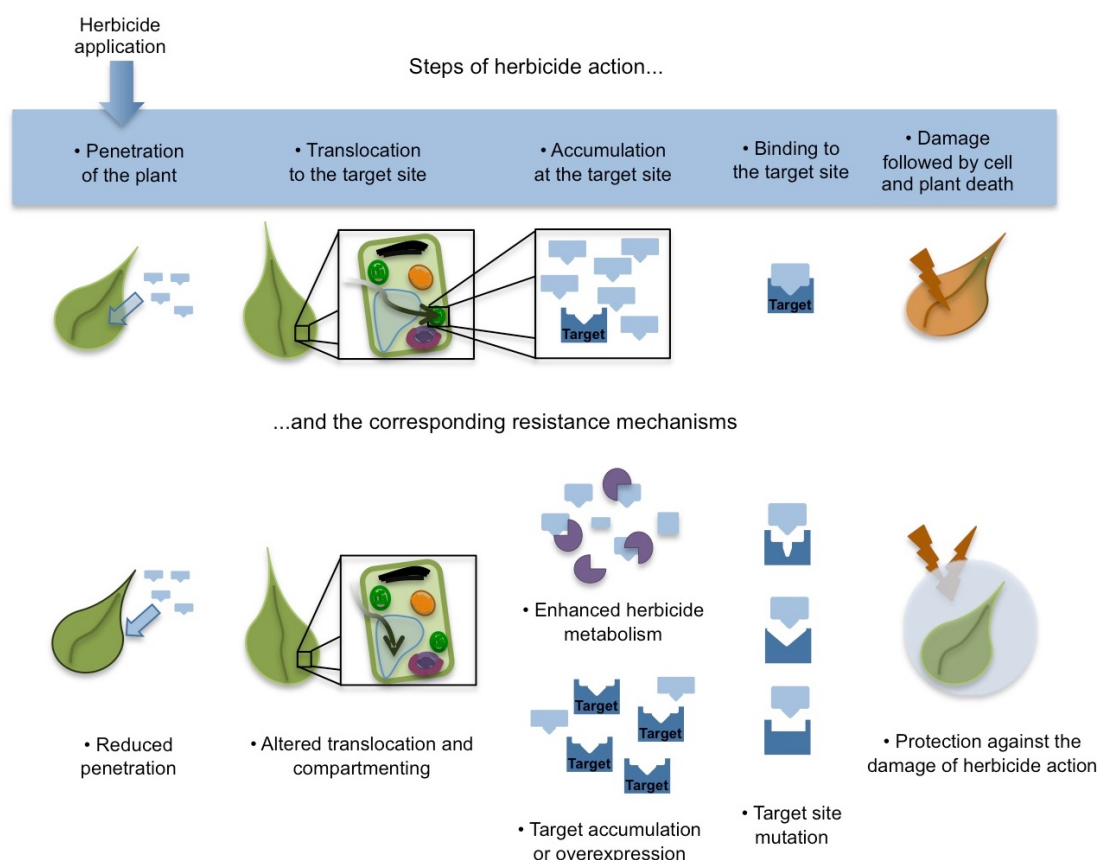 Herbicide
application
Steps of herbicide action...
• Penetration
of the plant
• Translocation
to the target site
• Accumulation
at the target site
• Binding to
the target site
• Damage
followed by cell
and plant death
Target
Target
...and the corresponding resistance mechanisms
• Enhanced herbicide
metabolism
Target
Target
Target
Target
• Reduced
penetration
• Altered translocation and
compartmenting
• Target accumulation
or overexpression
• Target site
mutation
• Protection against the
damage of herbicide action